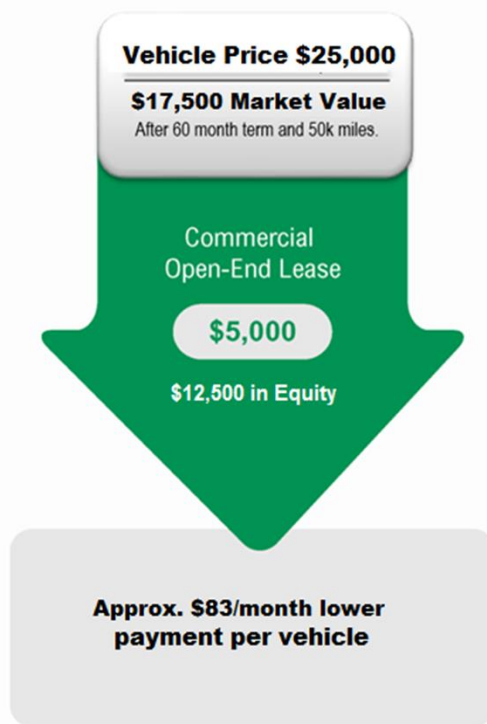 Vehicle Price $25,000
$17,500 Market Value
After 60 month term and 50k miles.
Commercial
Open-End Lease
$5,000
$12,500 in Equity
Approx. $83/month lower
payment per vehicle